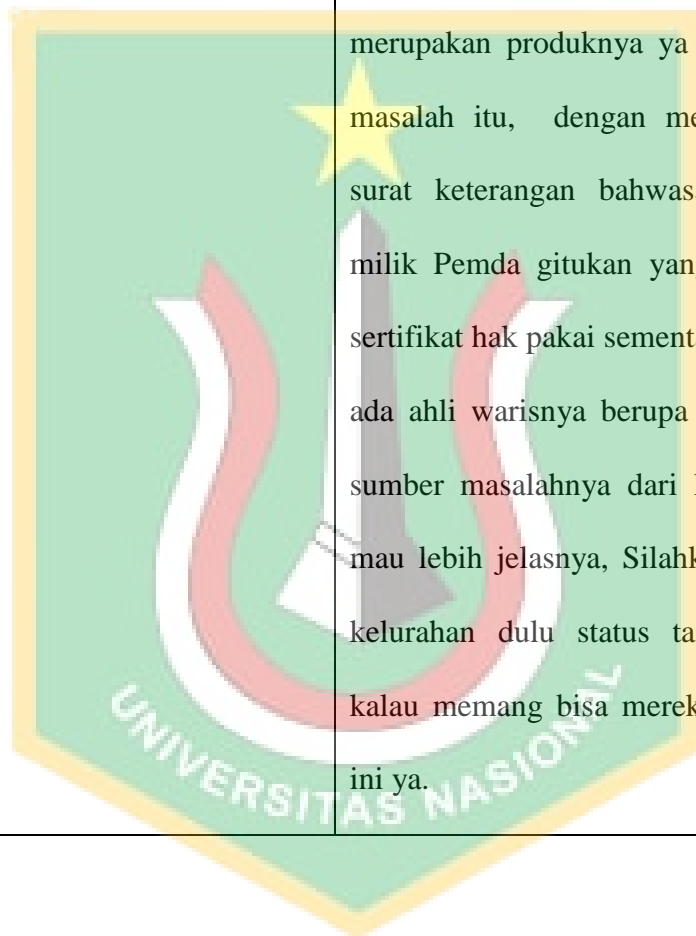 merupakan produknya ya
masalah itu, dengan me
surat keterangan bahwas
milik Pemda gitukan yan
sertifikat hak pakai sement
ada ahli warisnya berupa
sumber masalahnya dari
mau lebih jelasnya, Silahk
kelurahan dulu status ta
kalau memang bisa merek
ini ya.
UNIVERSITAS NASIONAL